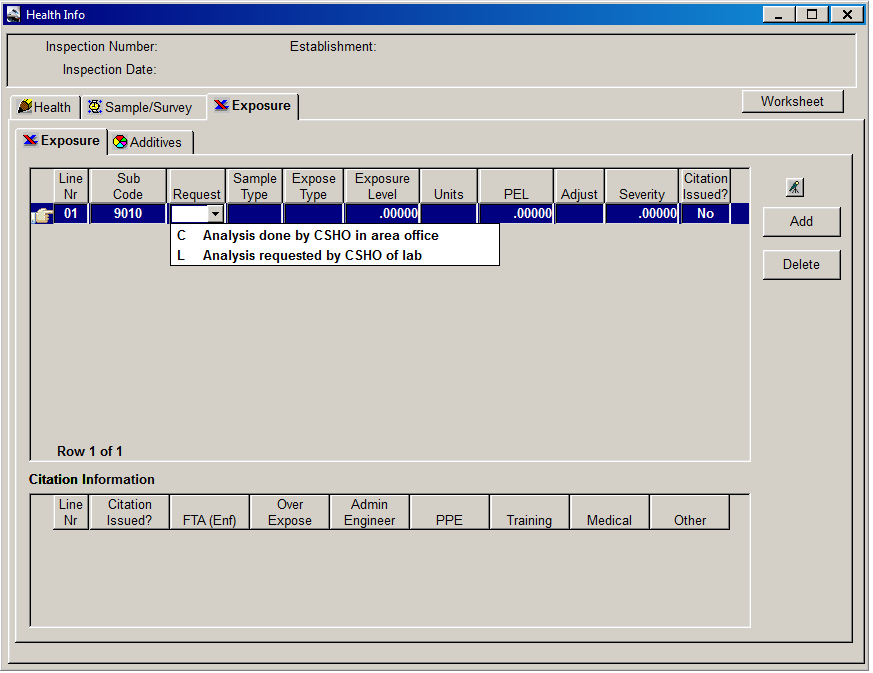 Health Info
Inspection Number: Establishment:
Inspection Date:
Health Sample/Survey Exposure Worksheet
Exposure Additives
Line Nr Sub Code Request Sample Type Expose Type Exposure Level Units PEL Adjust Severity Citation Issued?
01 9010 .00000 .00000 .00000 No
C Analysis done by CSHO in area office
L Analysis requested by CSHO of lab
Add
Delete
Row 1 of 1
Citation Information
Line Nr Citation Issued? FTA (Enf) Over Expose Admin Engineer PPE Training Medical Other